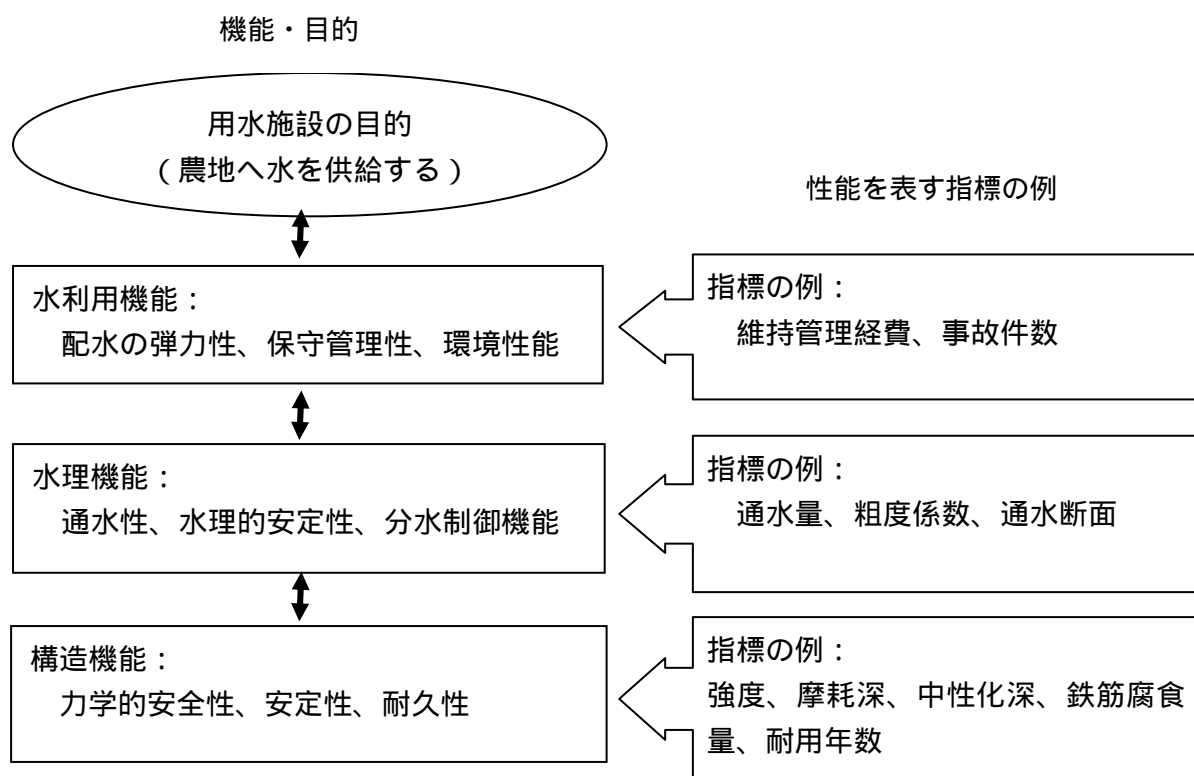 機能・目的
用水施設の目的
（農地へ水を供給する）
性能を表す指標の例
水利用機能：
配水の弾力性、保守管理性、環境性能
指標の例：
維持管理経費、事故件数
水理機能：
通水性、水理的安定性、分水制御機能
指標の例：
通水量、粗度係数、通水断面
構造機能：
力学的安全性、安定性、耐久性
指標の例：
強度、摩耗深、中性化深、鉄筋腐食
量、耐用年数